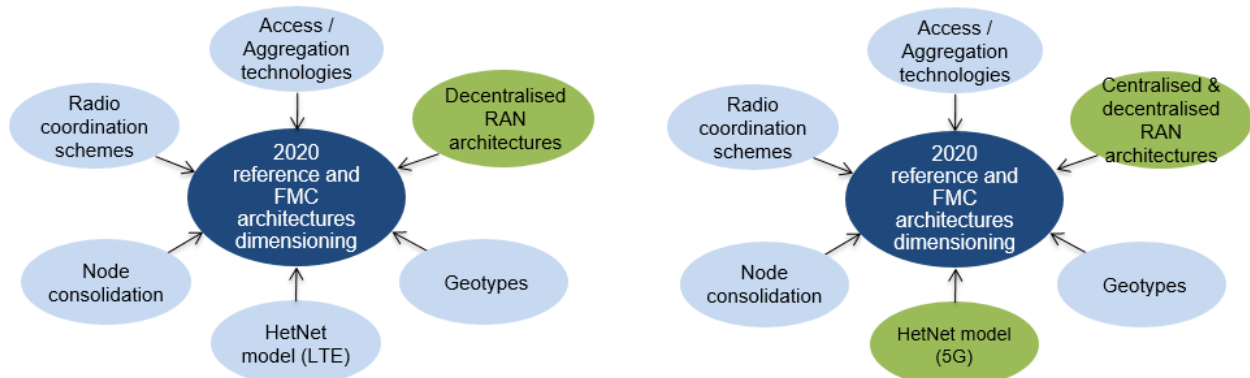 Access /
Aggregation
technologies
Radio
coordination
schemes
Decentralised
RAN
architectures
2020
reference and
FMC
architectures
dimensioning
Node
consolidation
Geotypes
HetNet
model (LTE)
Access /
Aggregation
technologies
Radio
coordination
schemes
Centralised &
decentralised
RAN
architectures
2020
reference and
FMC
architectures
dimensioning
Node
consolidation
Geotypes
HetNet model
(5G)